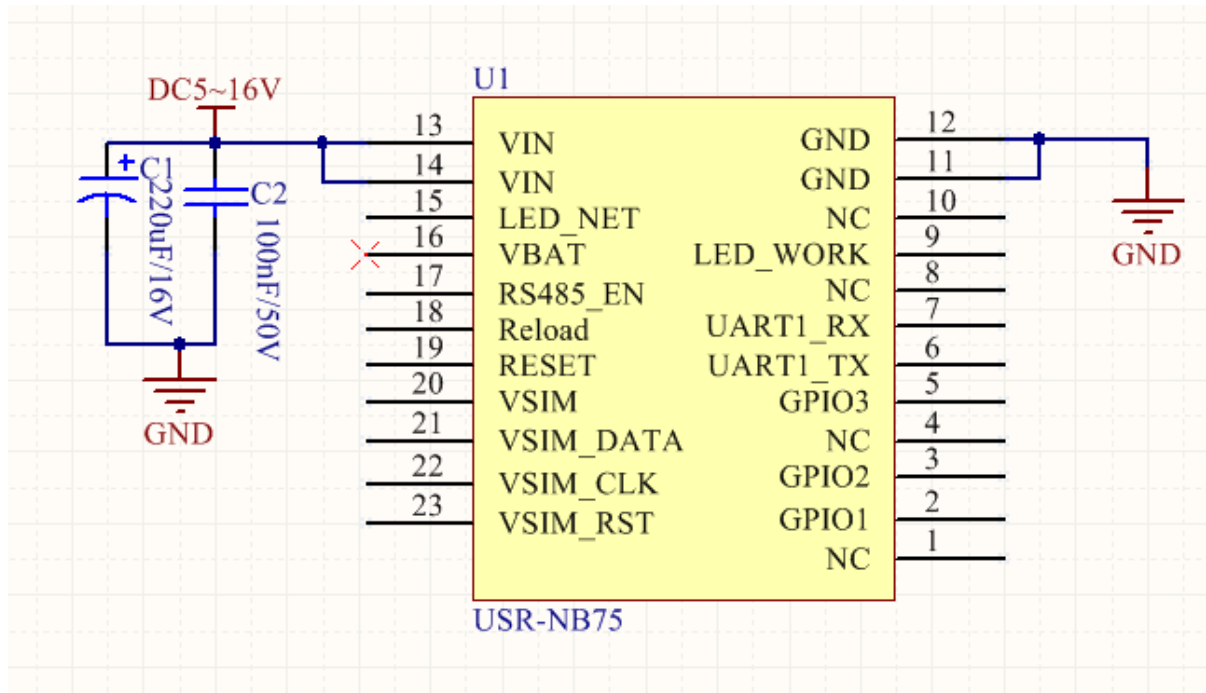 DC5~16V
C1
220uF/16V
C2
100nF/50V
GND
U1
13 VIN
14 VIN
15 LED_NET
16 VBAT
17 RS485_EN
18 Reload
19 RESET
20 VSIM
21 VSIM_DATA
22 VSIM_CLK
23 VSIM_RST
GND 12
GND 11
NC 10
LED_WORK 9
NC 8
UART1_RX 7
UART1_TX 6
GPIO3 5
NC 4
GPIO2 3
GPIO1 2
NC 1
USR-NB75
GND